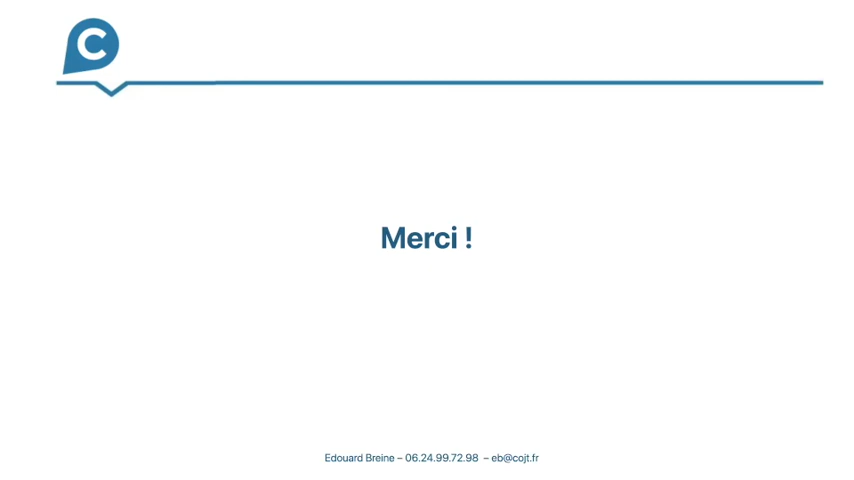 C
Merci !
Edouard Breine – 06.24.99.72.98 – eb@cojt.fr